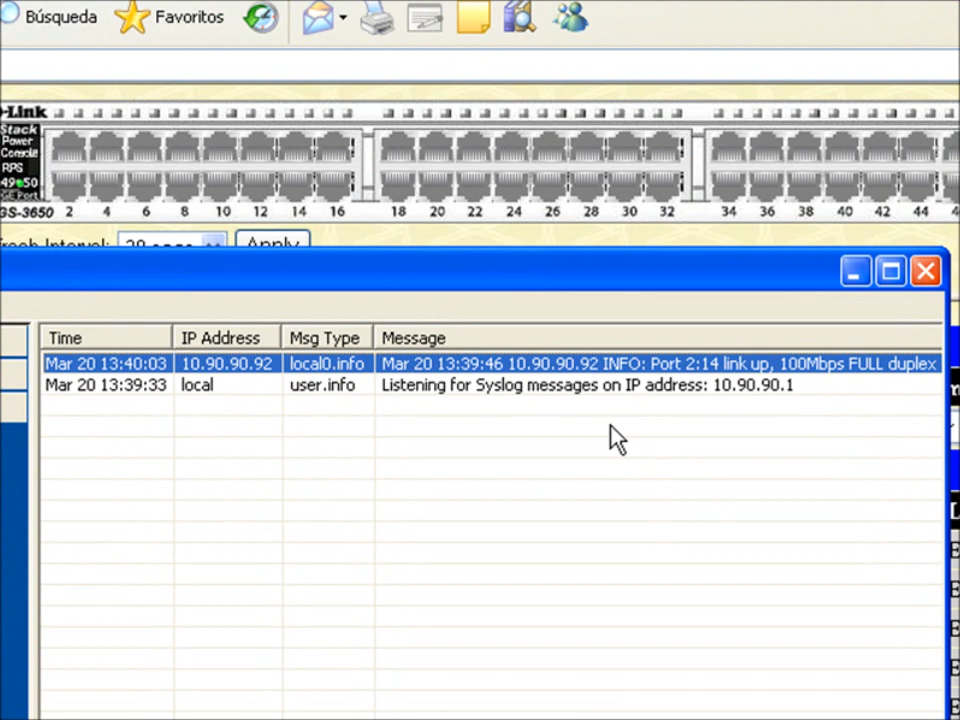 Búsqueda Favoritos
-Link
Stack
Power
Console
RPS
49 50
GE Port
GS-3650 2 4 6 8 10 12 14 16 18 20 22 24 26 28 30 32 34 36 38 40 42 44
Apply
Time IP Address Msg Type Message
Mar 20 13:40:03 10.90.90.92 local0.info Mar 20 13:39:46 10.90.90.92 INFO: Port 2:14 link up, 100Mbps FULL duplex
Mar 20 13:39:33 local user.info Listening for Syslog messages on IP address: 10.90.90.1